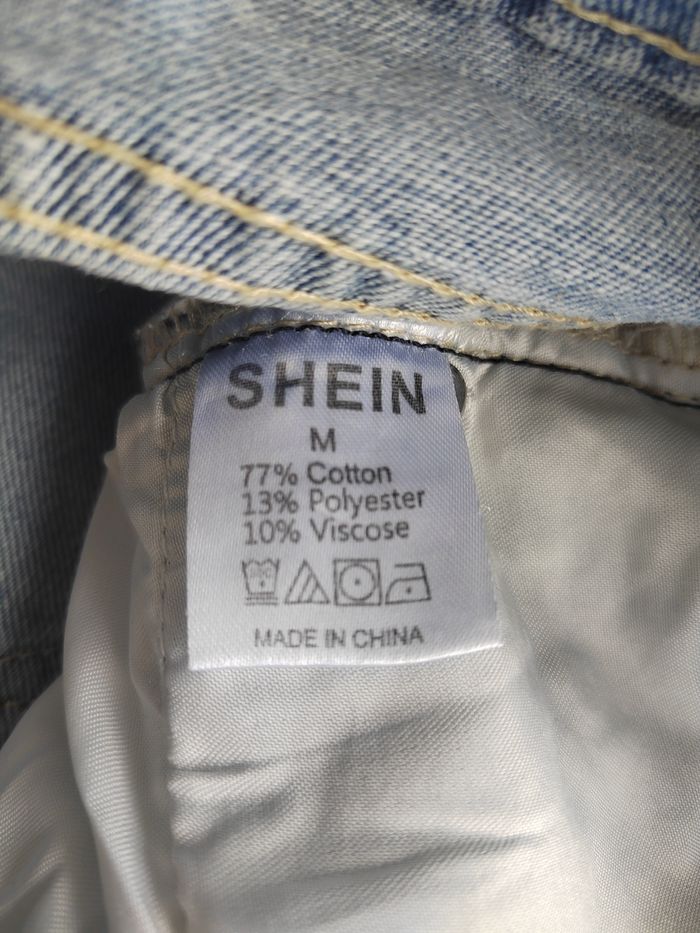 SHEIN
M
77% Cotton
13% Polyester
10% Viscose
MADE IN CHINA